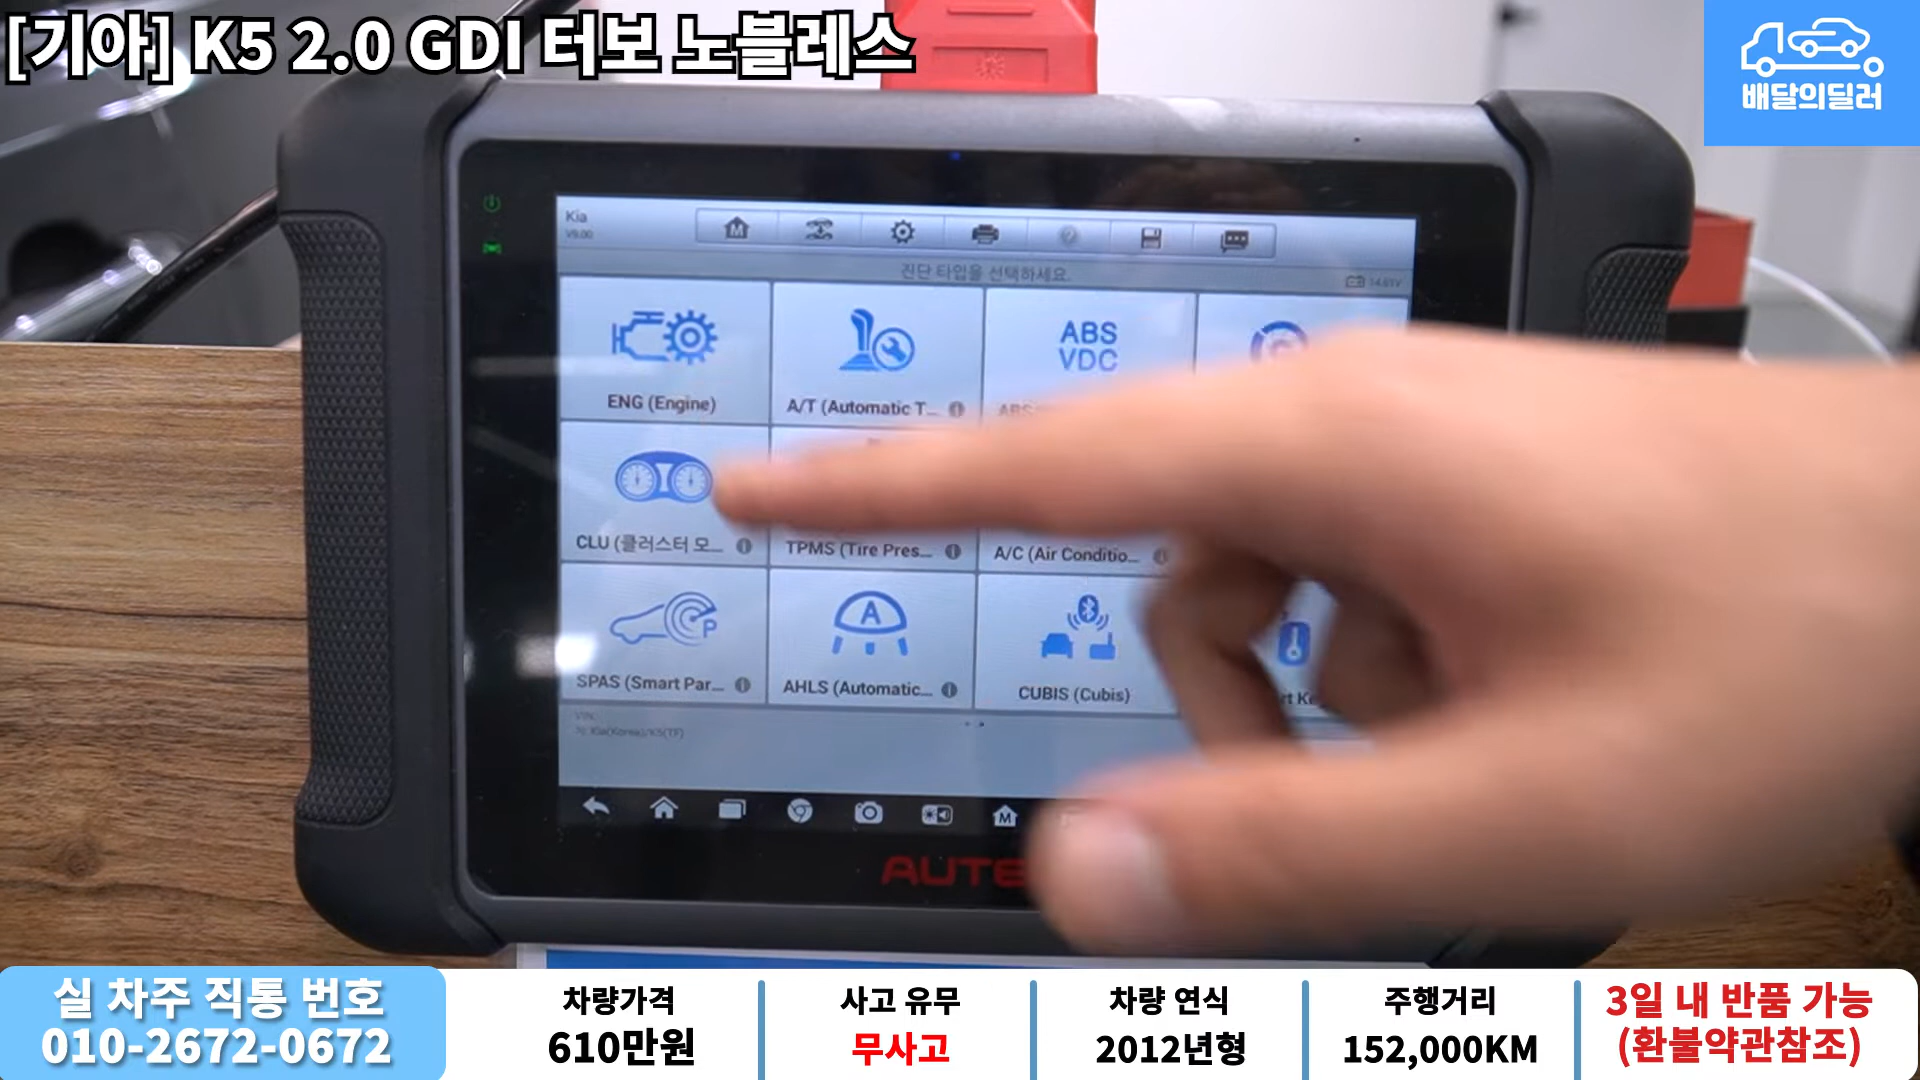 [기아] K5 2.0 GDI 터보 노블레스
배달의딜러
Kia
V9.00
진단 타입을 선택하세요.
ABS
VDC
ENG (Engine)
A/T (Automatic T...
CLU (클러스터 모...
TPMS (Tire Pres...
A/C (Air Conditio...
SPAS (Smart Par...
AHLS (Automatic...
CUBIS (Cubis)
VIN:
AUTE
실 차주 직통 번호
010-2672-0672
차량가격
610만원
사고 유무
무사고
차량 연식
2012년형
주행거리
152,000KM
3일 내 반품 가능
(환불약관참조)